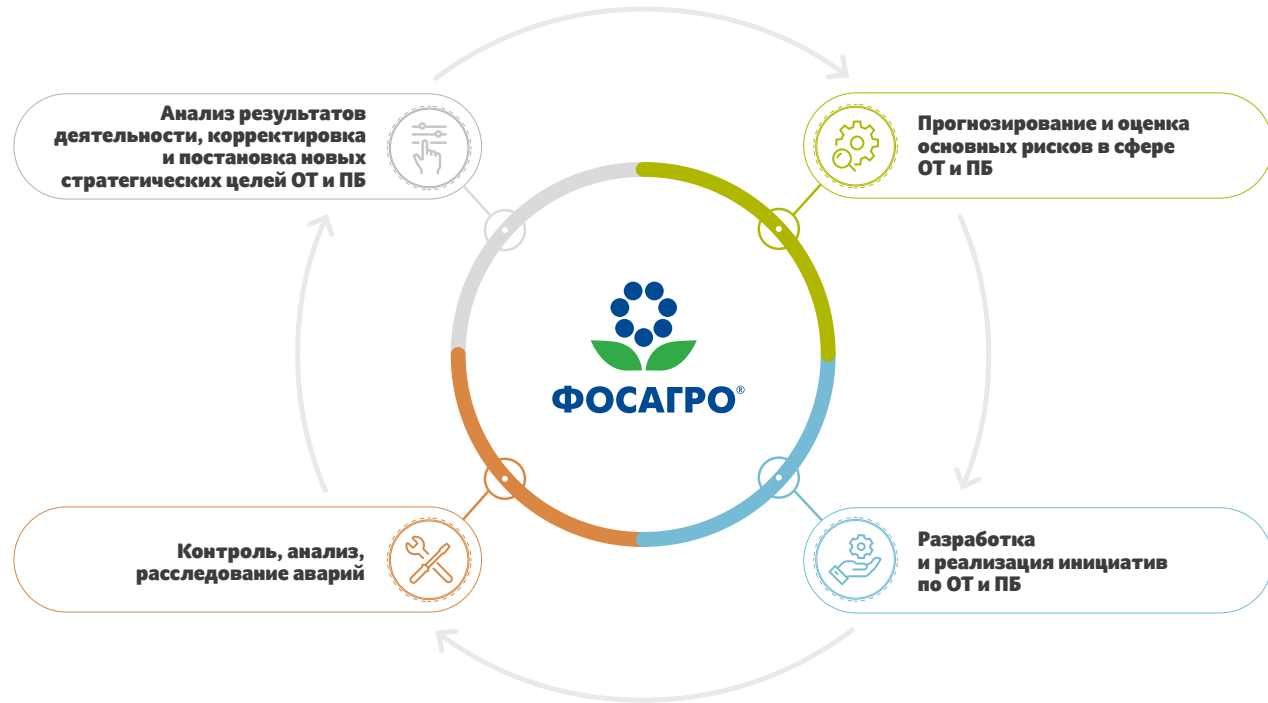 Анализ результатов
деятельности, корректировка
и постановка новых
стратегических целей ОТ и ПБ
Прогнозирование и оценка
основных рисков в сфере
ОТ и ПБ
ФОСАГРО®
Контроль, анализ,
расследование аварий
Разработка
и реализация инициатив
по ОТ и ПБ